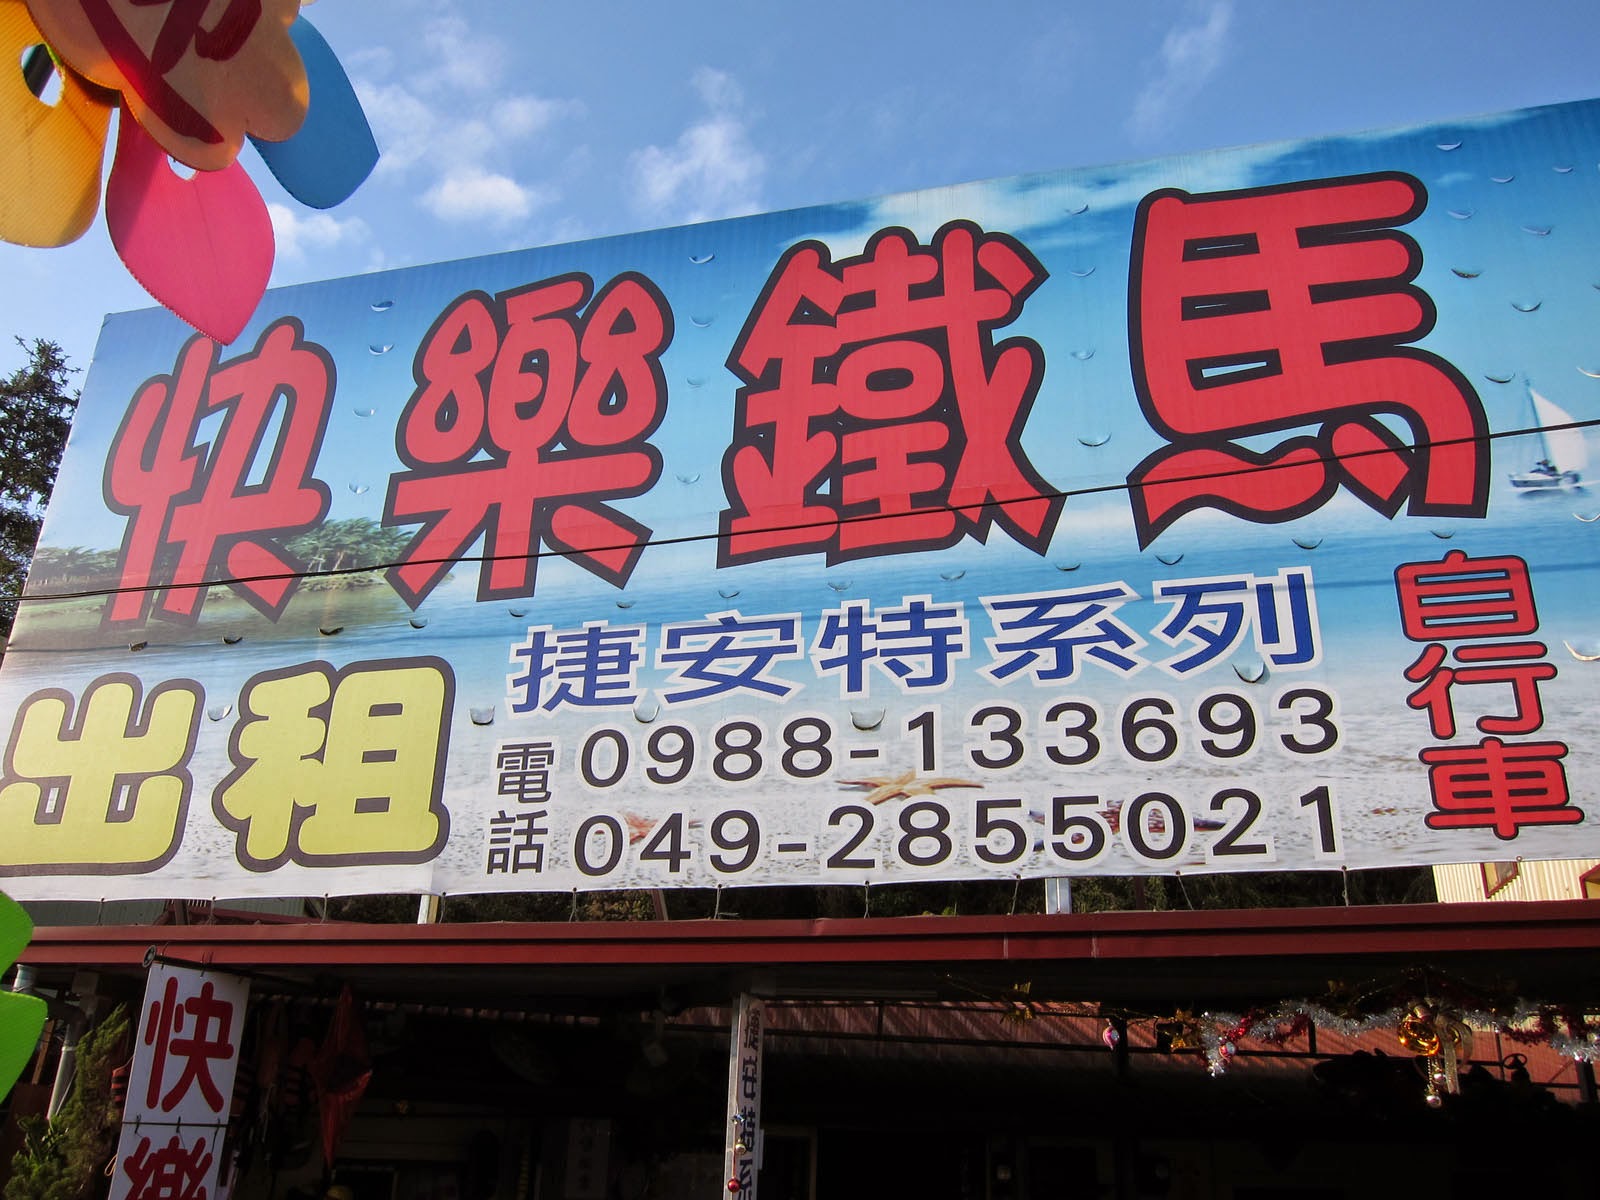 快樂鐵馬
出租
捷安特系列
電話
0988-133693
049-2855021
自行車
快樂